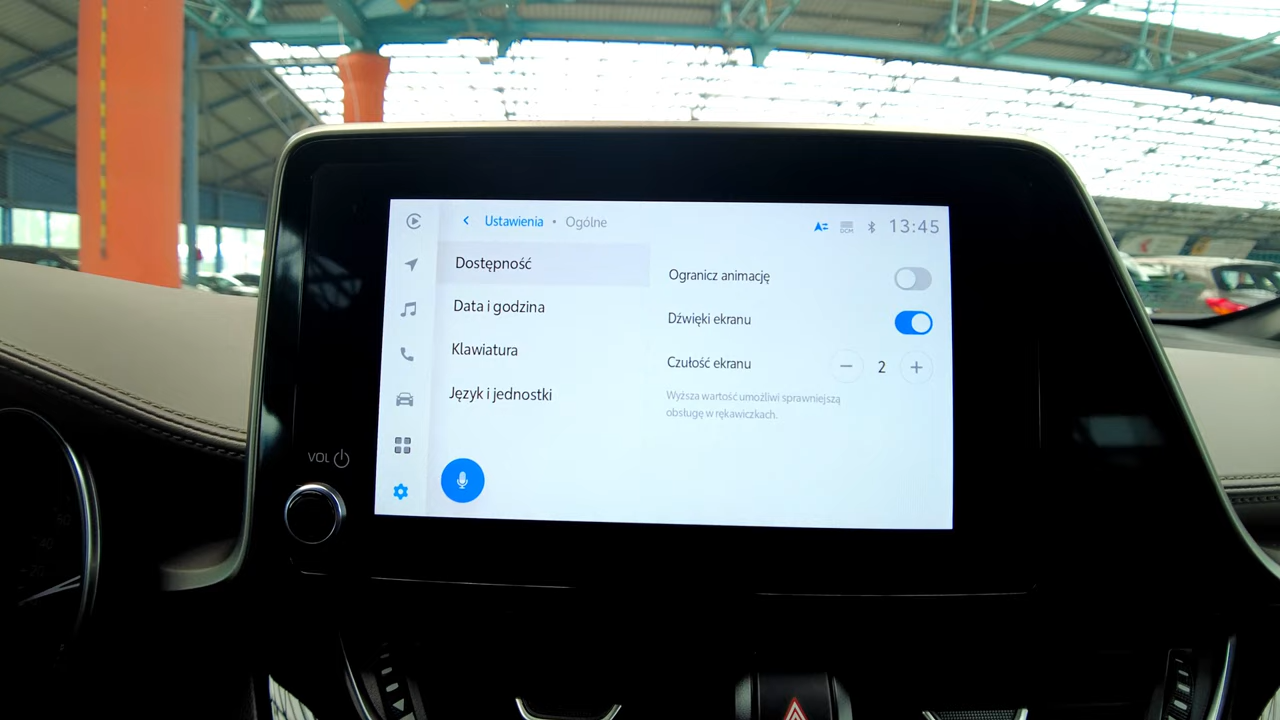 Ustawienia • Ogólne
DCM
13:45
Dostępność
Data i godzina
Klawiatura
Język i jednostki
Ogranicz animację
Dźwięki ekranu
Czułość ekranu
2
Wyższa wartość umożliwi sprawniejszą
obsługę w rękawiczkach.
VOL